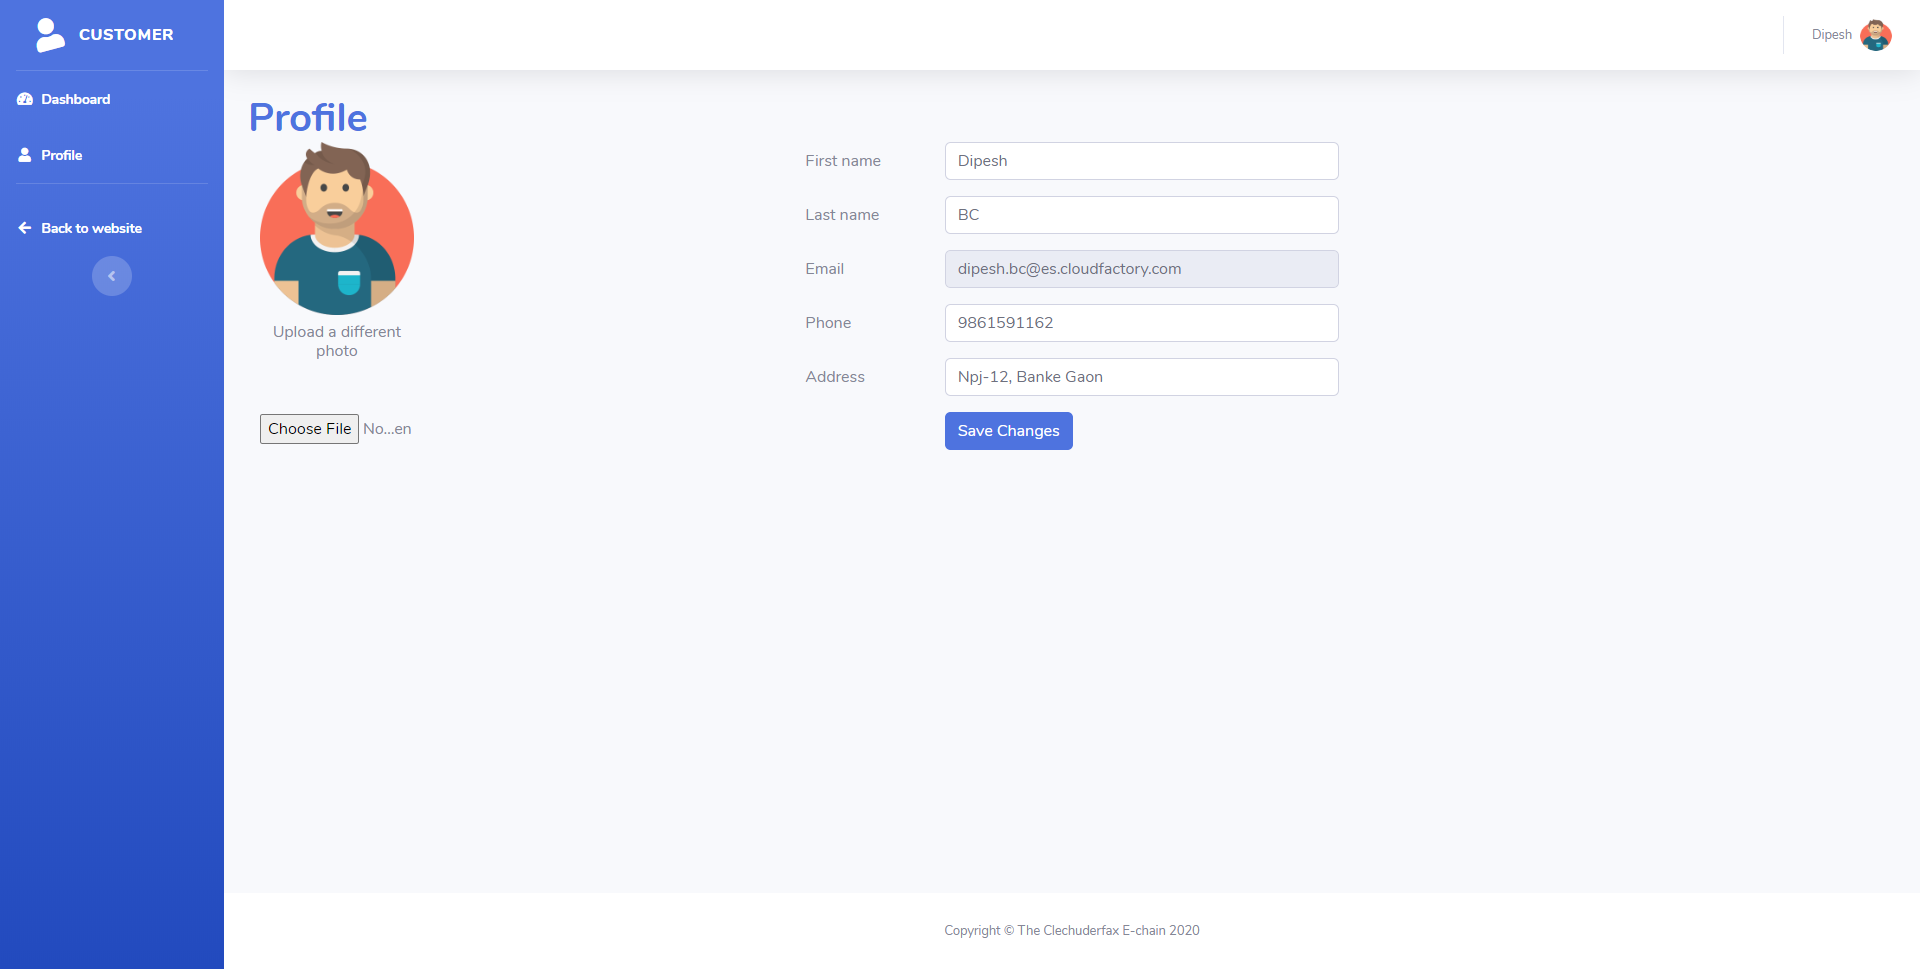 CUSTOMER
Dipesh
Dashboard
Profile
Back to website
Profile
Upload a different
photo
Choose File No...en
First name
Dipesh
Last name
BC
Email
dipesh.bc@es.cloudfactory.com
Phone
9861591162
Address
Npj-12, Banke Gaon
Save Changes
Copyright © The Clechuderfax E-chain 2020